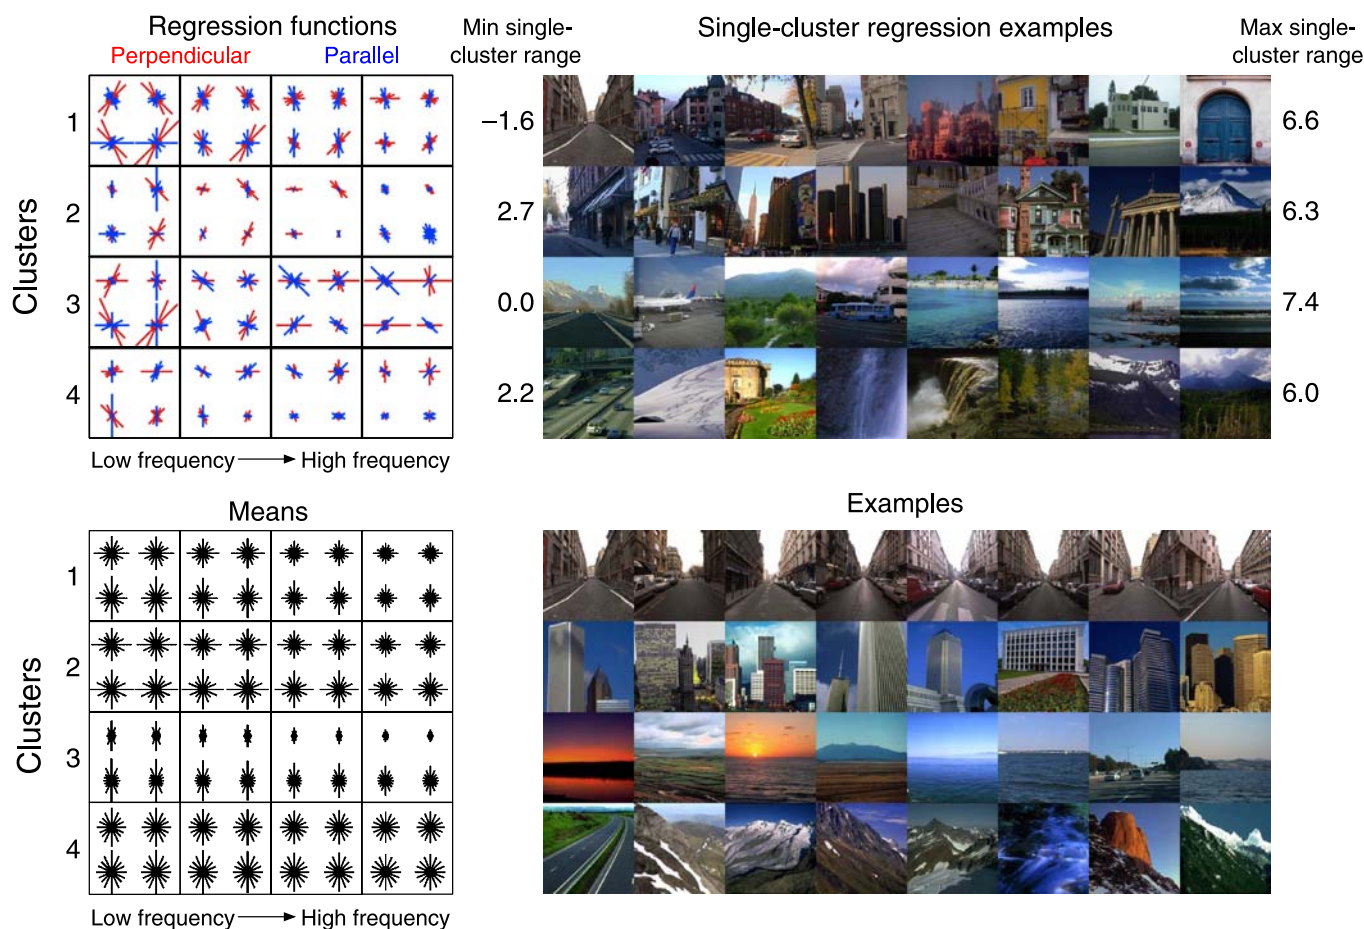 Regression functions
Perpendicular Parallel
Min single-
cluster range
Single-cluster regression examples
Max single-
cluster range
Clusters
1
−1.6
6.6
2
2.7
6.3
3
0.0
7.4
4
2.2
6.0
Low frequency High frequency
Means
Examples
Clusters
1
2
3
4
Low frequency High frequency